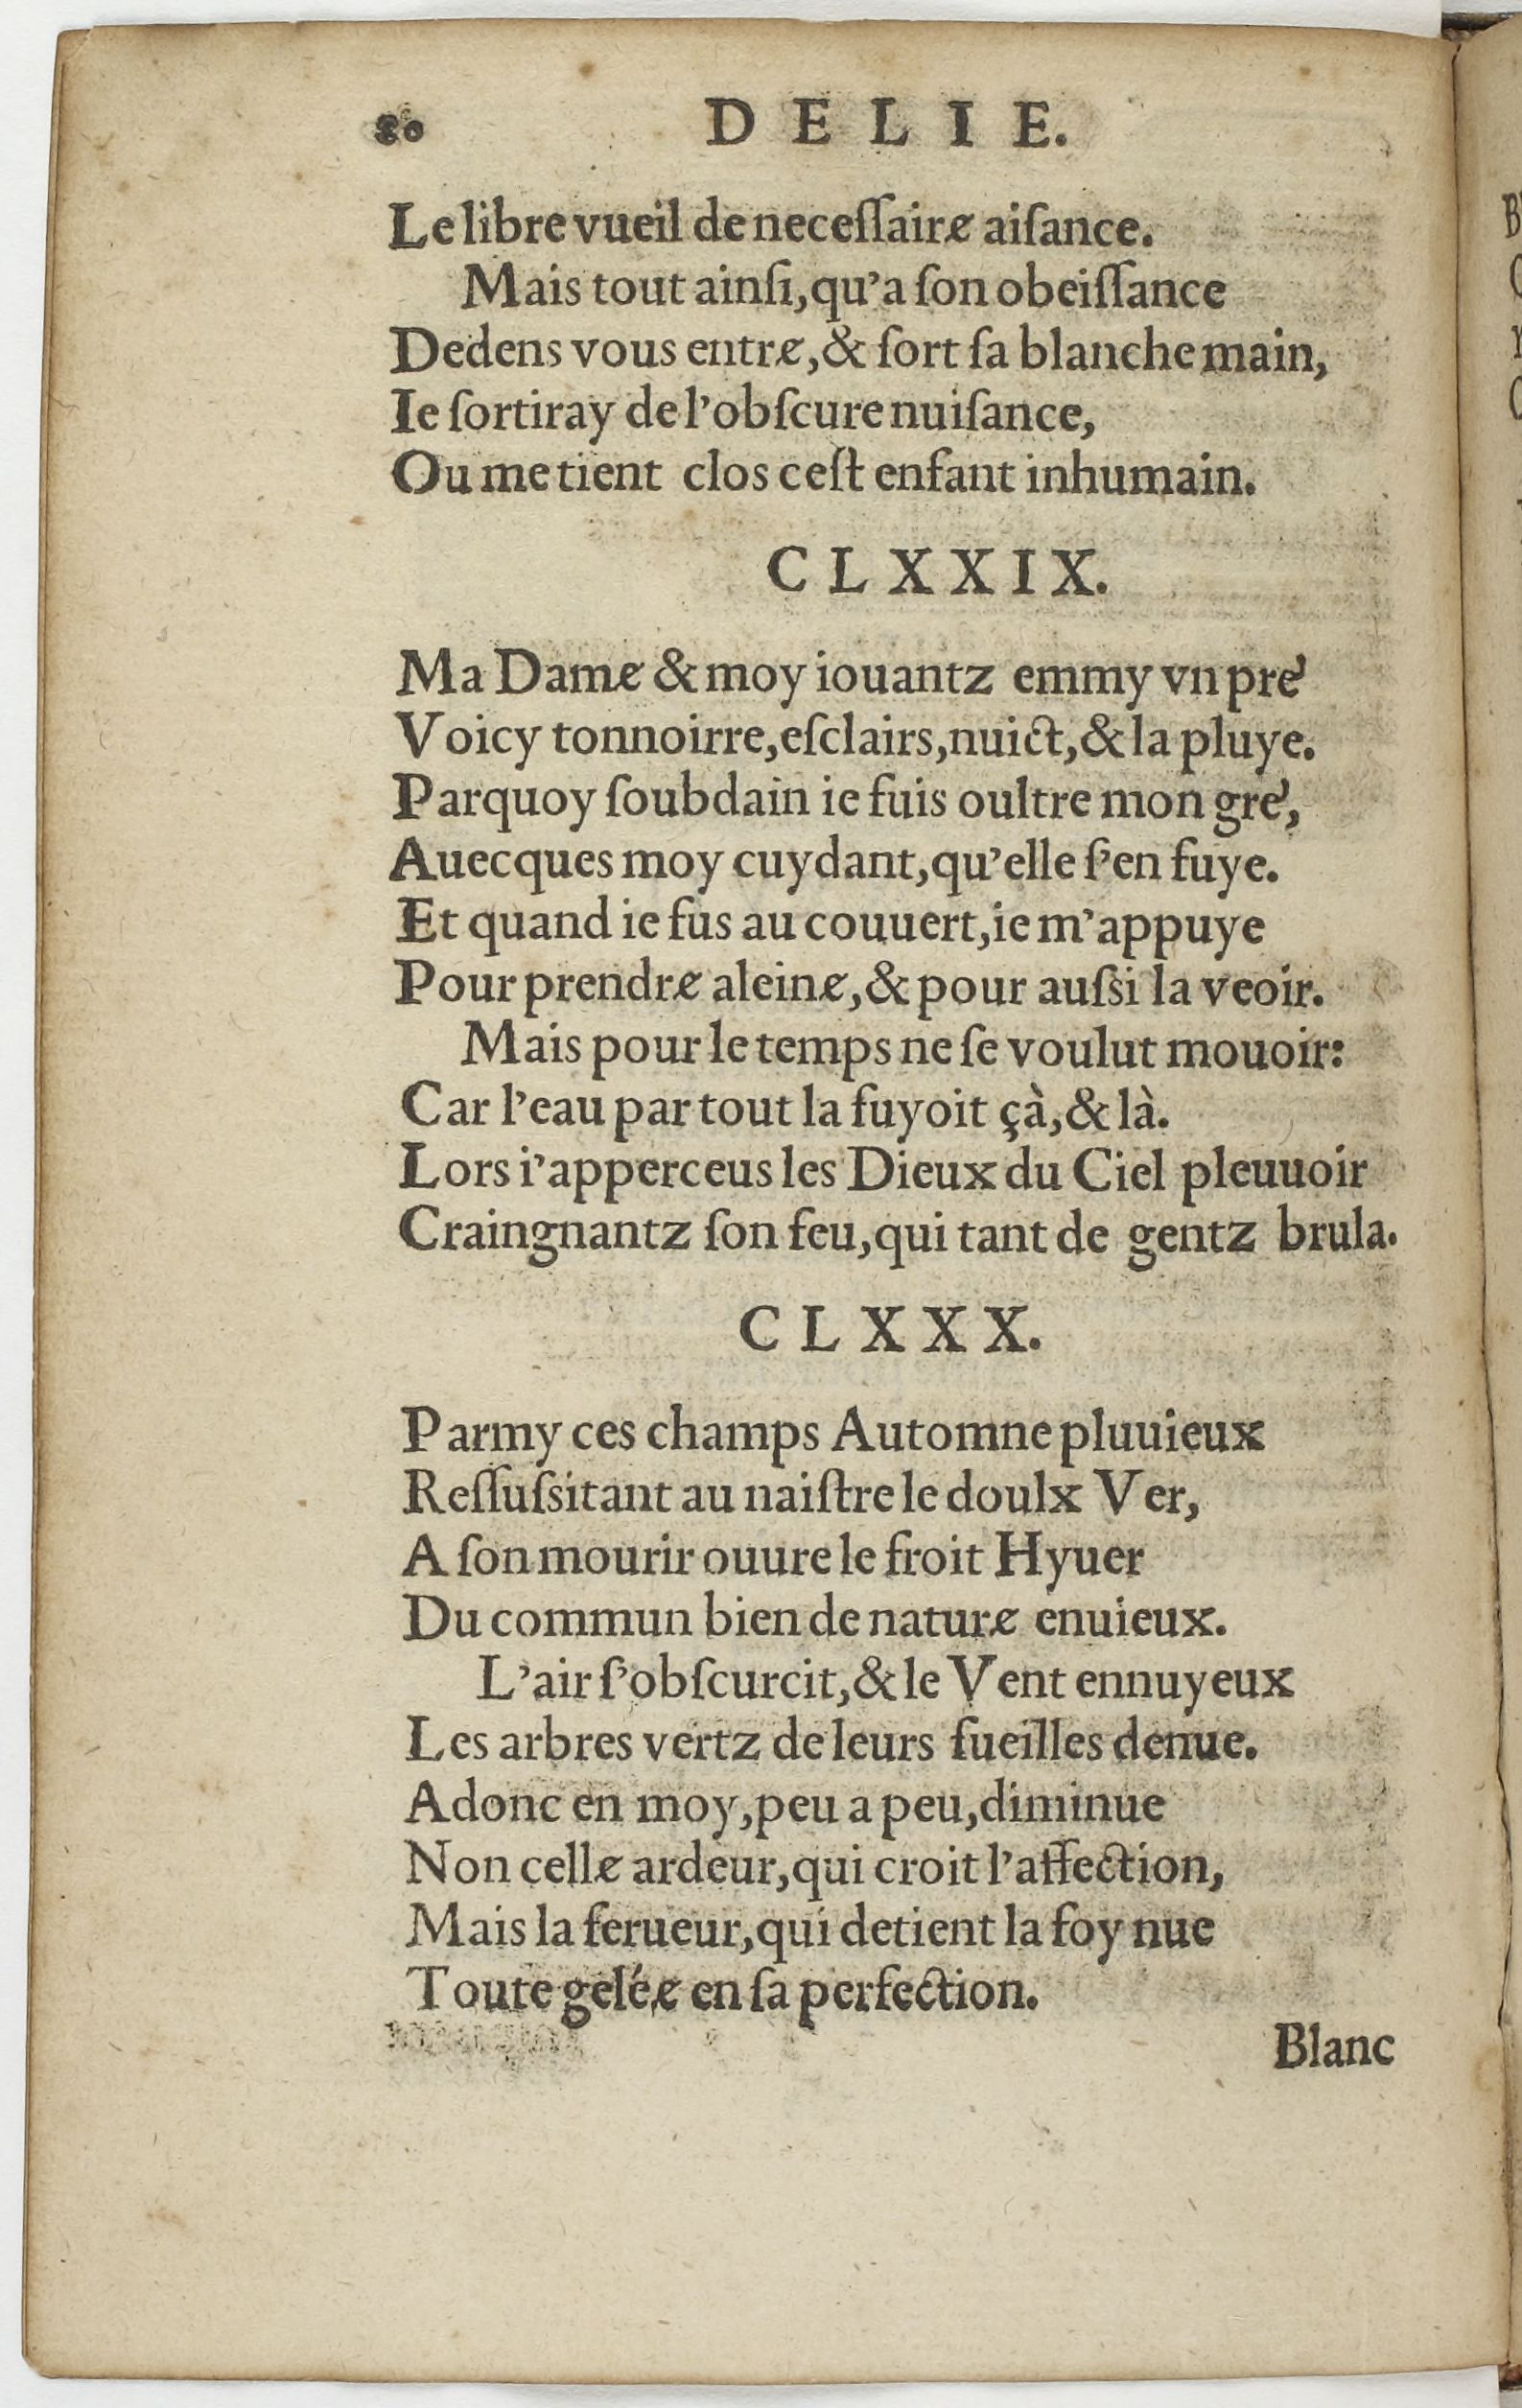 80 DELIE.
Le libre vueil de neceſſaire aiſance.
Mais tout ainſi, qu'a ſon obeiſſance
Dedens vous entre, & ſort ſa blanche main,
Ie ſortiray de l'obſcure nuiſance,
Ou me tient clos ceſt enfant inhumain.
CLXXIX.
Ma Dame & moy iouantz emmy vn pré
Voicy tonnoirre, eſclairs, nuict, & la pluye.
Parquoy ſoubdain ie fuis oultre mon gré,
Auecques moy cuydant, qu'elle ſ'en fuye.
Et quand ie fus au couuert, ie m'appuye
Pour prendre aleine, & pour auſsi la veoir.
Mais pour le temps ne ſe voulut mouoir:
Car l'eau par tout la fuyoit çà, & là.
Lors i'apperceus les Dieux du Ciel pleuuoir
Craingnantz ſon feu, qui tant de gentz brula.
CLXXX.
Parmy ces champs Automne pluuieux
Reſſuſsitant au naiſtre le doulx Ver,
A ſon mourir ouure le froit Hyuer
Du commun bien de nature enuieux.
L'air ſ'obſcurcit, & le Vent ennuyeux
Les arbres vertz de leurs fueilles denue.
Adonc en moy, peu a peu, diminue
Non celle ardeur, qui croit l'affection,
Mais la ferueur, qui detient la foy nue
Toute gelée en ſa perfection.
Blanc